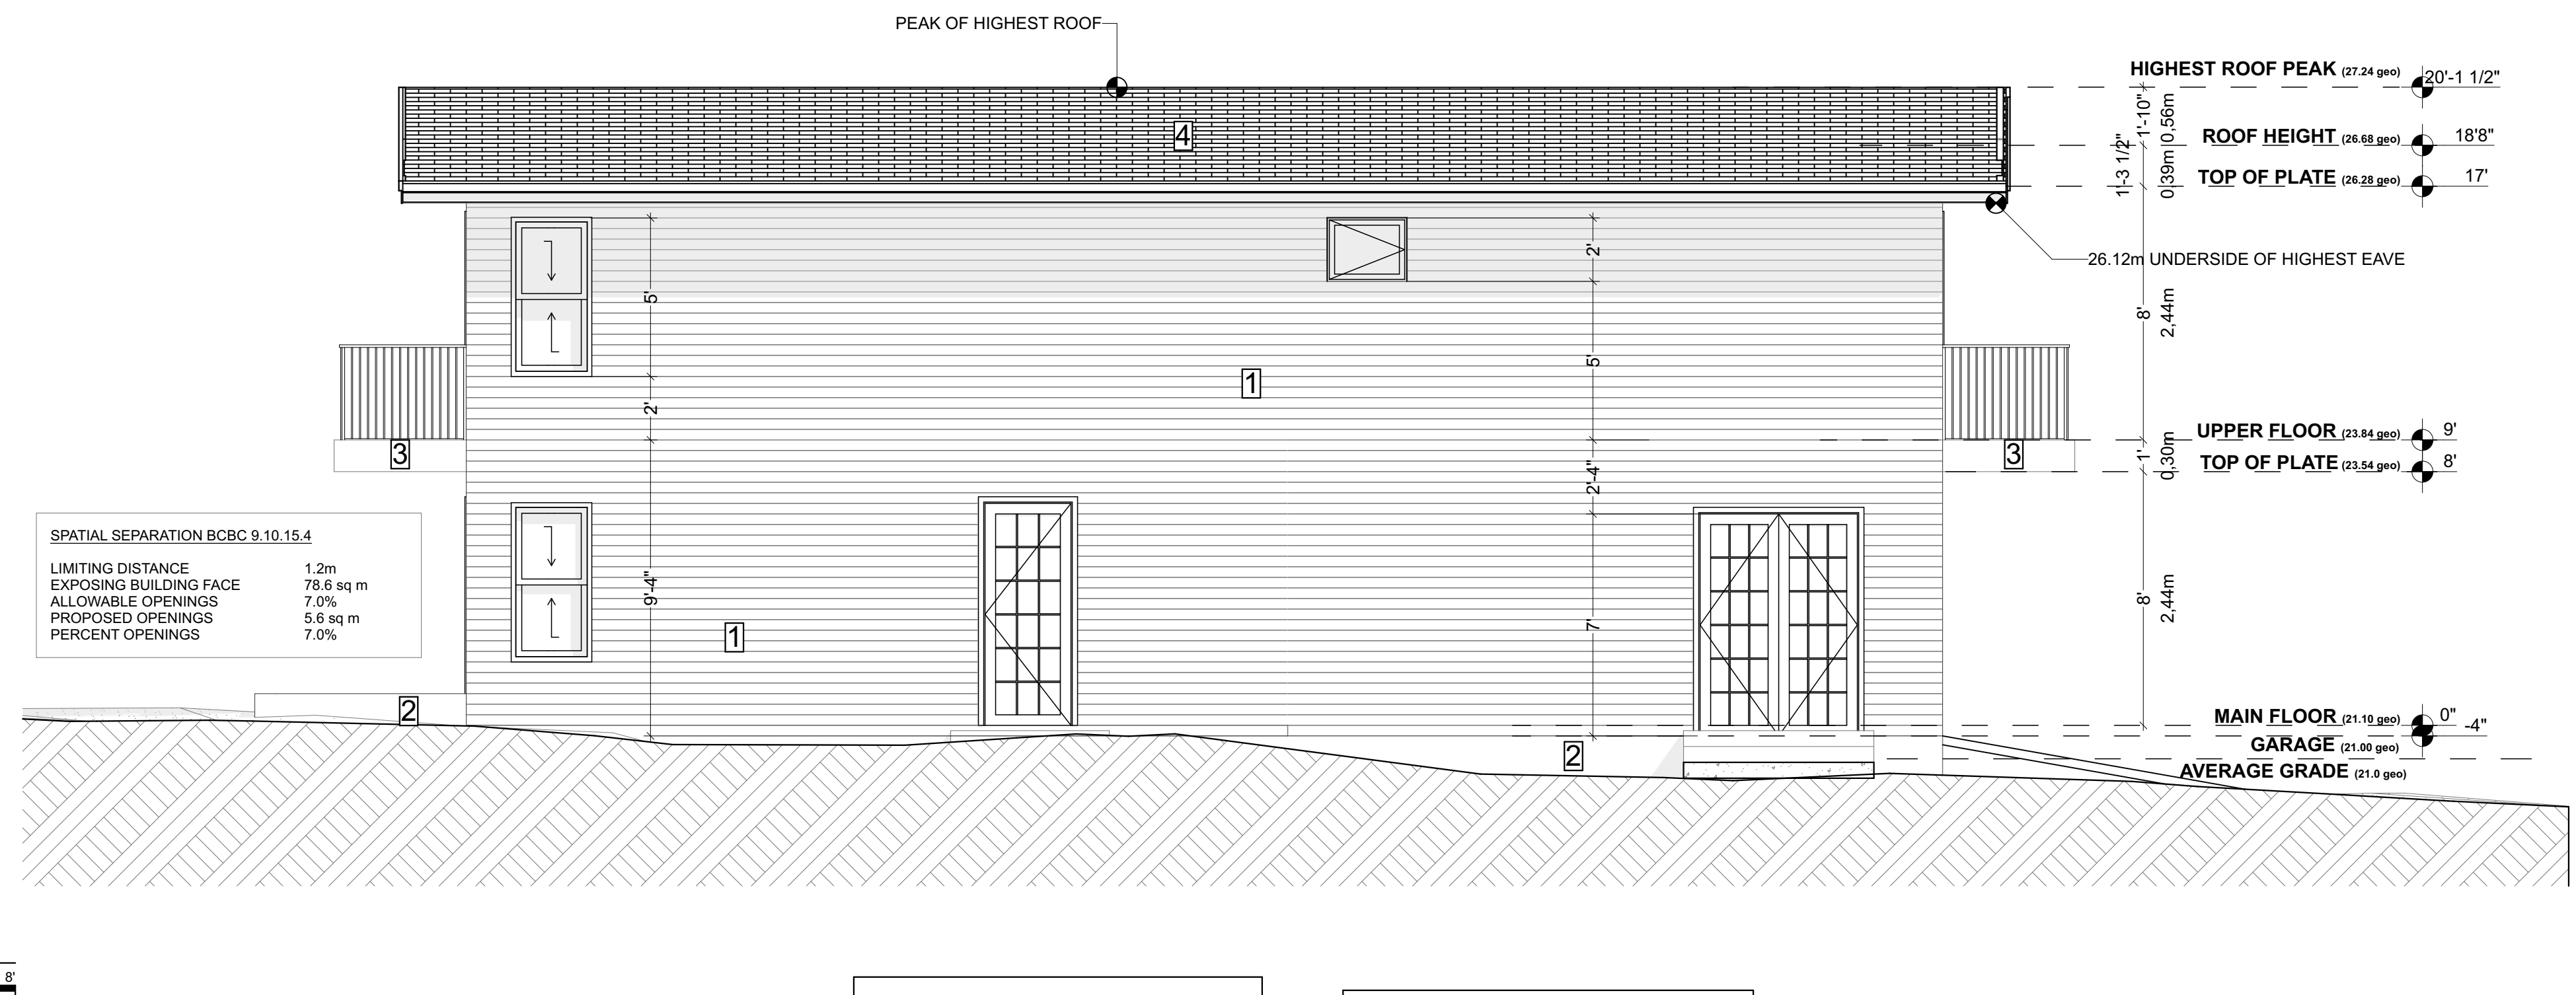 PEAK OF HIGHEST ROOF
HIGHEST ROOF PEAK (27.24 geo)
20'-1 1/2"
1'-10"
0,56m
ROOF HEIGHT (26.68 geo)
18'8"
1'-3 1/2"
0,39m
TOP OF PLATE (26.28 geo)
17'
4
26.12m UNDERSIDE OF HIGHEST EAVE
5'
2'
2'
5'
8'
2,44m
1
3
3
UPPER FLOOR (23.84 geo)
9'
1'
0,30m
TOP OF PLATE (23.54 geo)
8'
2'-4"
9'-4"
7'
8'
2,44m
1
SPATIAL SEPARATION BCBC 9.10.15.4
LIMITING DISTANCE 1.2m
EXPOSING BUILDING FACE 78.6 sq m
ALLOWABLE OPENINGS 7.0%
PROPOSED OPENINGS 5.6 sq m
PERCENT OPENINGS 7.0%
2
2
MAIN FLOOR (21.10 geo)
0"
-4"
GARAGE (21.00 geo)
AVERAGE GRADE (21.0 geo)
8'